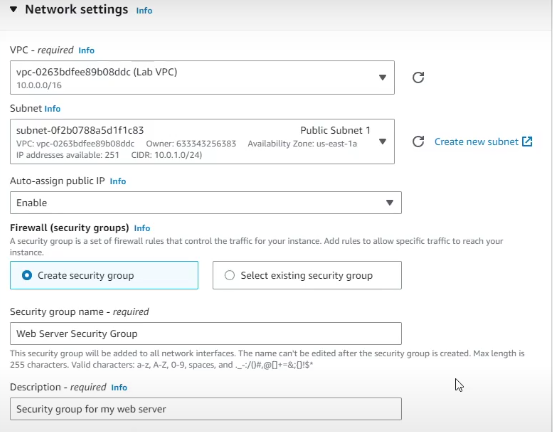 Network settings Info
VPC - required Info
vpc-0263bdfee89b08ddc (Lab VPC)
10.0.0.0/16
Subnet Info
subnet-0f2b0788a5d1f1c83 Public Subnet 1
VPC: vpc-0263bdfee89b08ddc Owner: 633343256383 Availability Zone: us-east-1a
IP addresses available: 251 CIDR: 10.0.1.0/24)
Create new subnet
Auto-assign public IP Info
Enable
Firewall (security groups) Info
A security group is a set of firewall rules that control the traffic for your instance. Add rules to allow specific traffic to reach your
instance.
Create security group
Select existing security group
Security group name - required
Web Server Security Group
This security group will be added to all network interfaces. The name can't be edited after the security group is created. Max length is
255 characters. Valid characters: a-z, A-Z, 0-9, spaces, and ._-:/()#,@[]+=&;{}!$*
Description - required Info
Security group for my web server